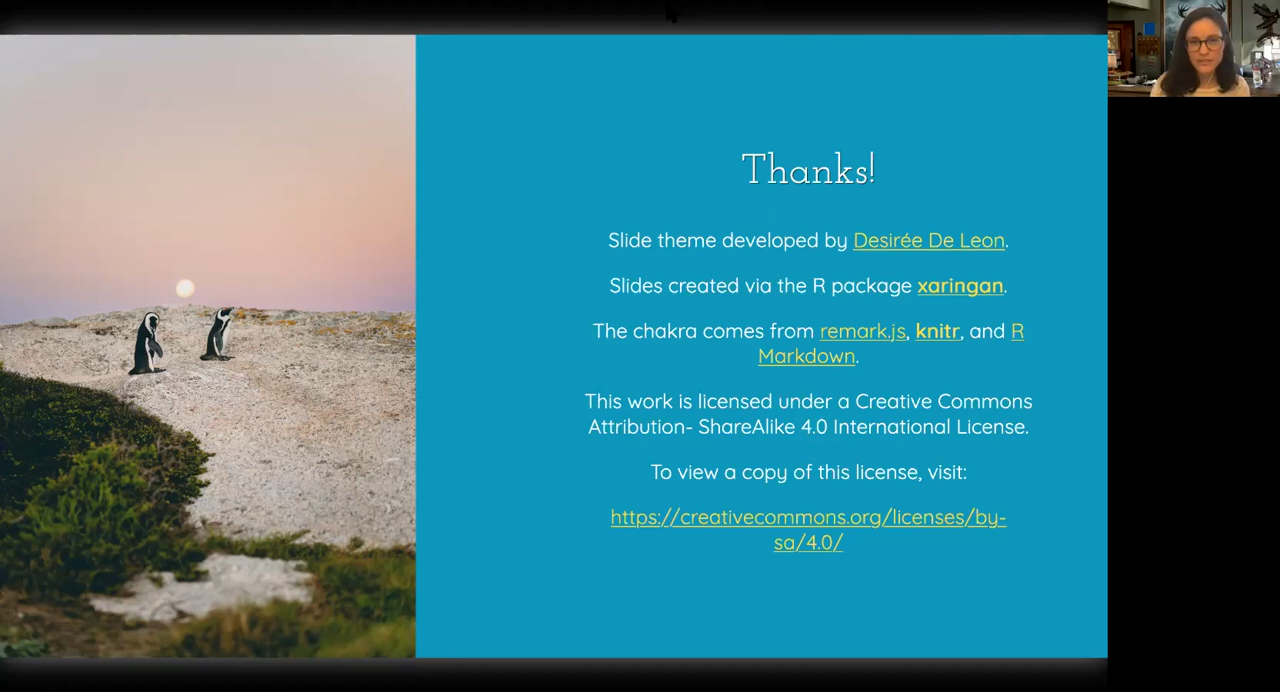 Thanks!
Slide theme developed by Desirée De Leon.
Slides created via the R package xaringan.
The chakra comes from remark.js, knitr, and R
Markdown.
This work is licensed under a Creative Commons
Attribution- ShareAlike 4.0 International License.
To view a copy of this license, visit:
https://creativecommons.org/licenses/by-
sa/4.0/